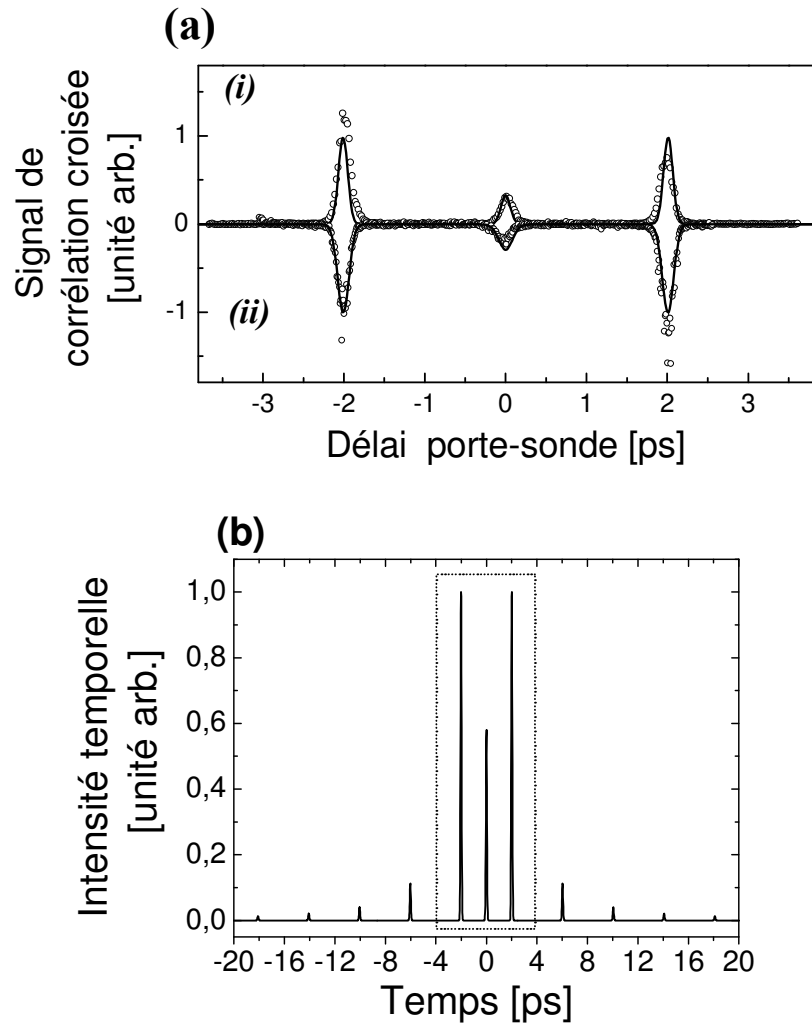 (a)
(i)
(ii)
Signal de
corrélation croisée
[unité arb.]
1
0
-1
-3 -2 -1 0 1 2 3
Délai porte-sonde [ps]
(b)
Intensité temporelle
[unité arb.]
1,0
0,8
0,6
0,4
0,2
0,0
-20 -16 -12 -8 -4 0 4 8 12 16 20
Temps [ps]